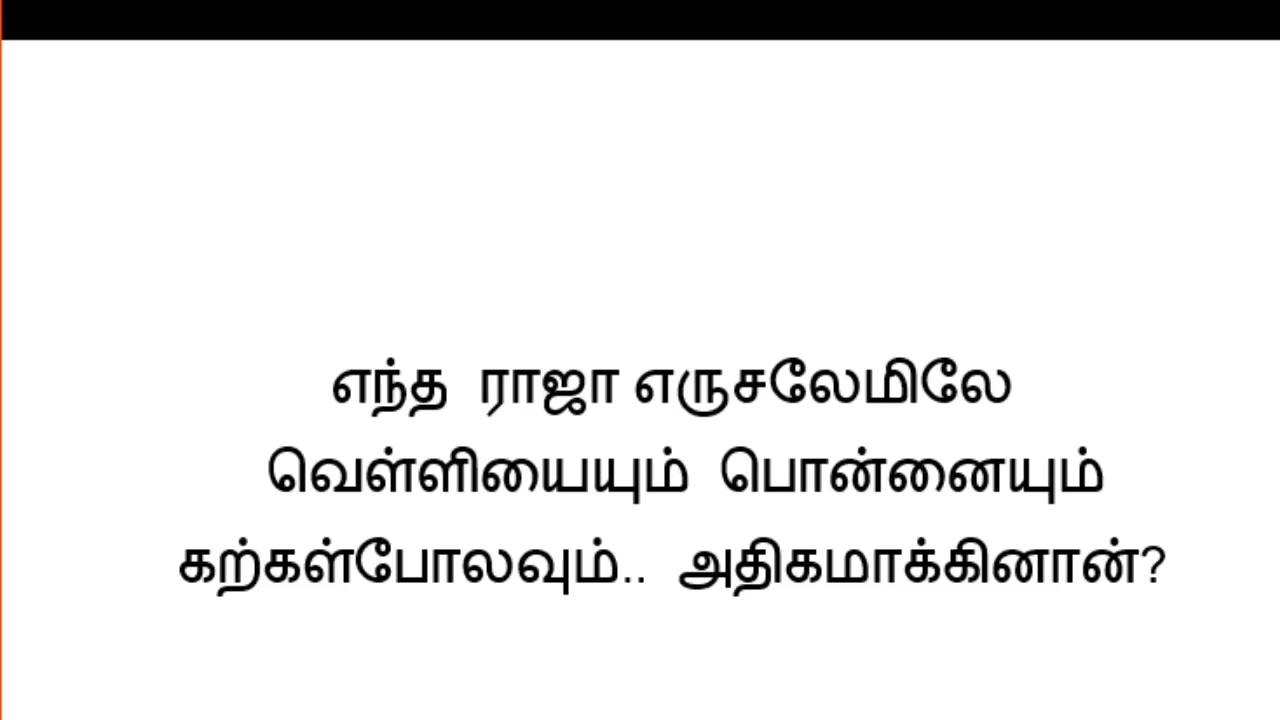 எந்த ராஜா எருசலேமிலே
வெள்ளியையும் பொன்னையும்
கற்கள்போலவும்.. அதிகமாக்கினான்?